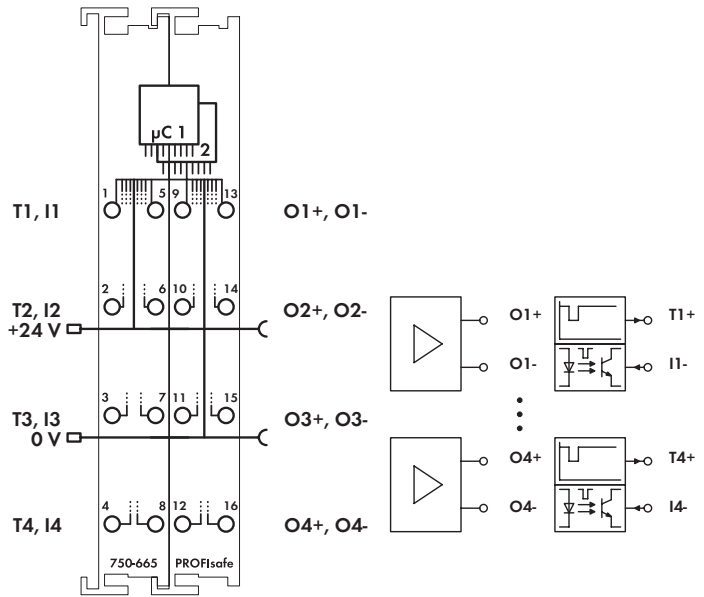 µC 1
2
1 5 9 13
T1, I1 O1+, O1-
2 6 10 14
T2, I2 O2+, O2-
+24 V
3 7 11 15
T3, I3 O3+, O3-
0 V
4 8 12 16
T4, I4 O4+, O4-
750-665 PROFIsafe
O1+ T1+
O1- I1-
O4+ T4+
O4- I4-